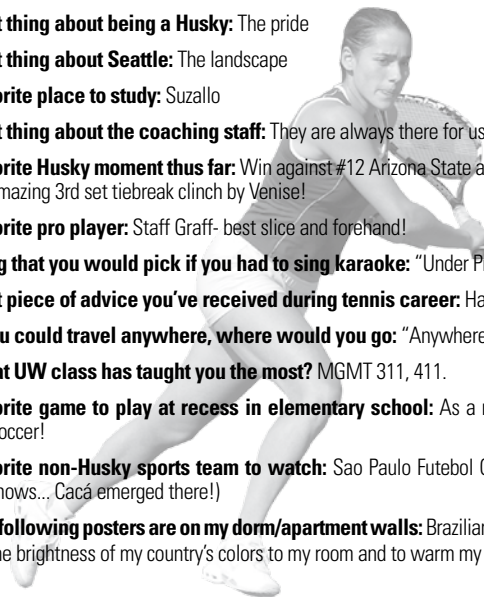 t thing about being a Husky: The pride
t thing about Seattle: The landscape
orite place to study: Suzallo
t thing about the coaching staff: They are always there for us
orite Husky moment thus far: Win against #12 Arizona State a
mazing 3rd set tiebreak clinch by Venise!
orite pro player: Staff Graff- best slice and forehand!
g that you would pick if you had to sing karaoke: “Under P
t piece of advice you’ve received during tennis career: Ha
u could travel anywhere, where would you go: “Anywhere
at UW class has taught you the most? MGMT 311, 411.
orite game to play at recess in elementary school: As a
occer!
orite non-Husky sports team to watch: Sao Paulo Futebol
nows... Cacá emerged there!)
following posters are on my dorm/apartment walls: Brazilian
he brightness of my country’s colors to my room and to warm my